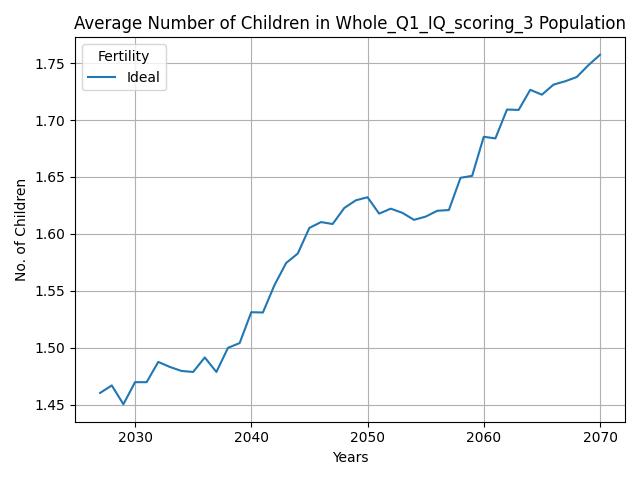 Average Number of Children in Whole_Q1_IQ_scoring_3 Population
Fertility
Ideal
1.75
1.70
1.65
1.60
1.55
1.50
1.45
No. of Children
2030 2040 2050 2060 2070
Years